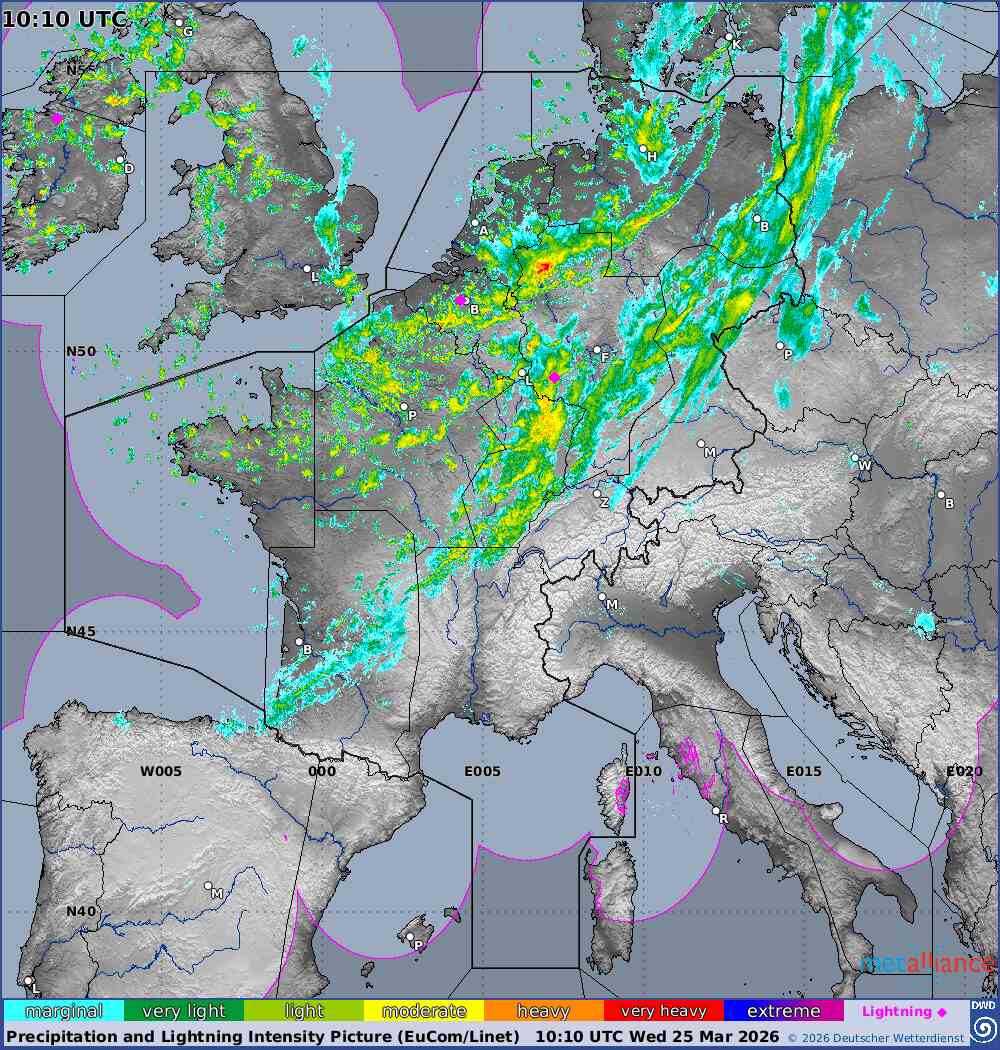 10:10 UTC
G
K
N55°
D
H
A
L
B
B
N50
F
P
L
P
M
W
Z
B
M
N45
B
W005
000
E005
E010
E015
E020
R
M
N40
P
L
metalliance
marginal very light light moderate heavy very heavy extreme Lightning ◆ DWD
Precipitation and Lightning Intensity Picture (EuCom/Linet) 10:10 UTC Wed 25 Mar 2026 © 2026 Deutscher Wetterdienst